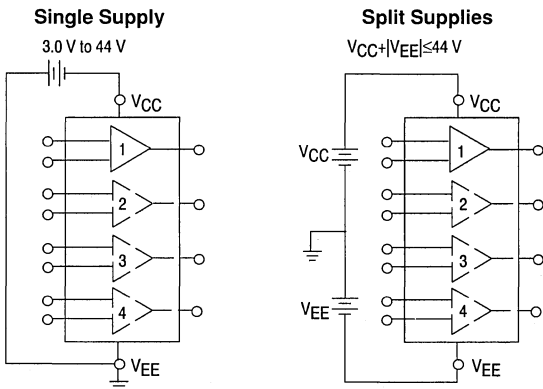 Single Supply
3.0 V to 44 V
VCC
1
2
3
4
VEE
Split Supplies
VCC+|VEE|≤44 V
VCC
VCC
1
2
3
4
VEE
VEE